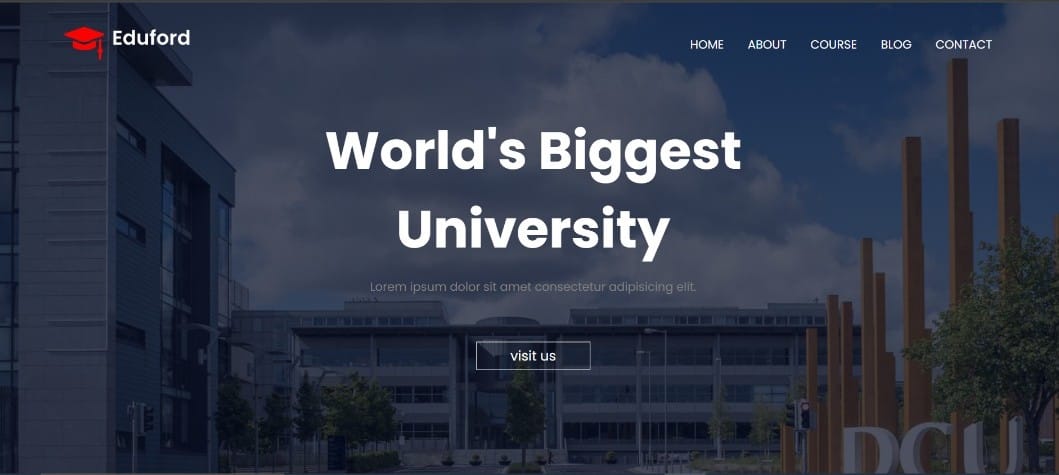 Eduford
HOME ABOUT COURSE BLOG CONTACT
World's Biggest
University
Lorem ipsum dolor sit amet consectetur adipisicing elit.
visit us
DCU